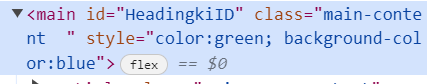 ▼<main id="HeadingkiID" class="main-conte
nt  " style="color:green; background-col
or:blue"> flex == $0